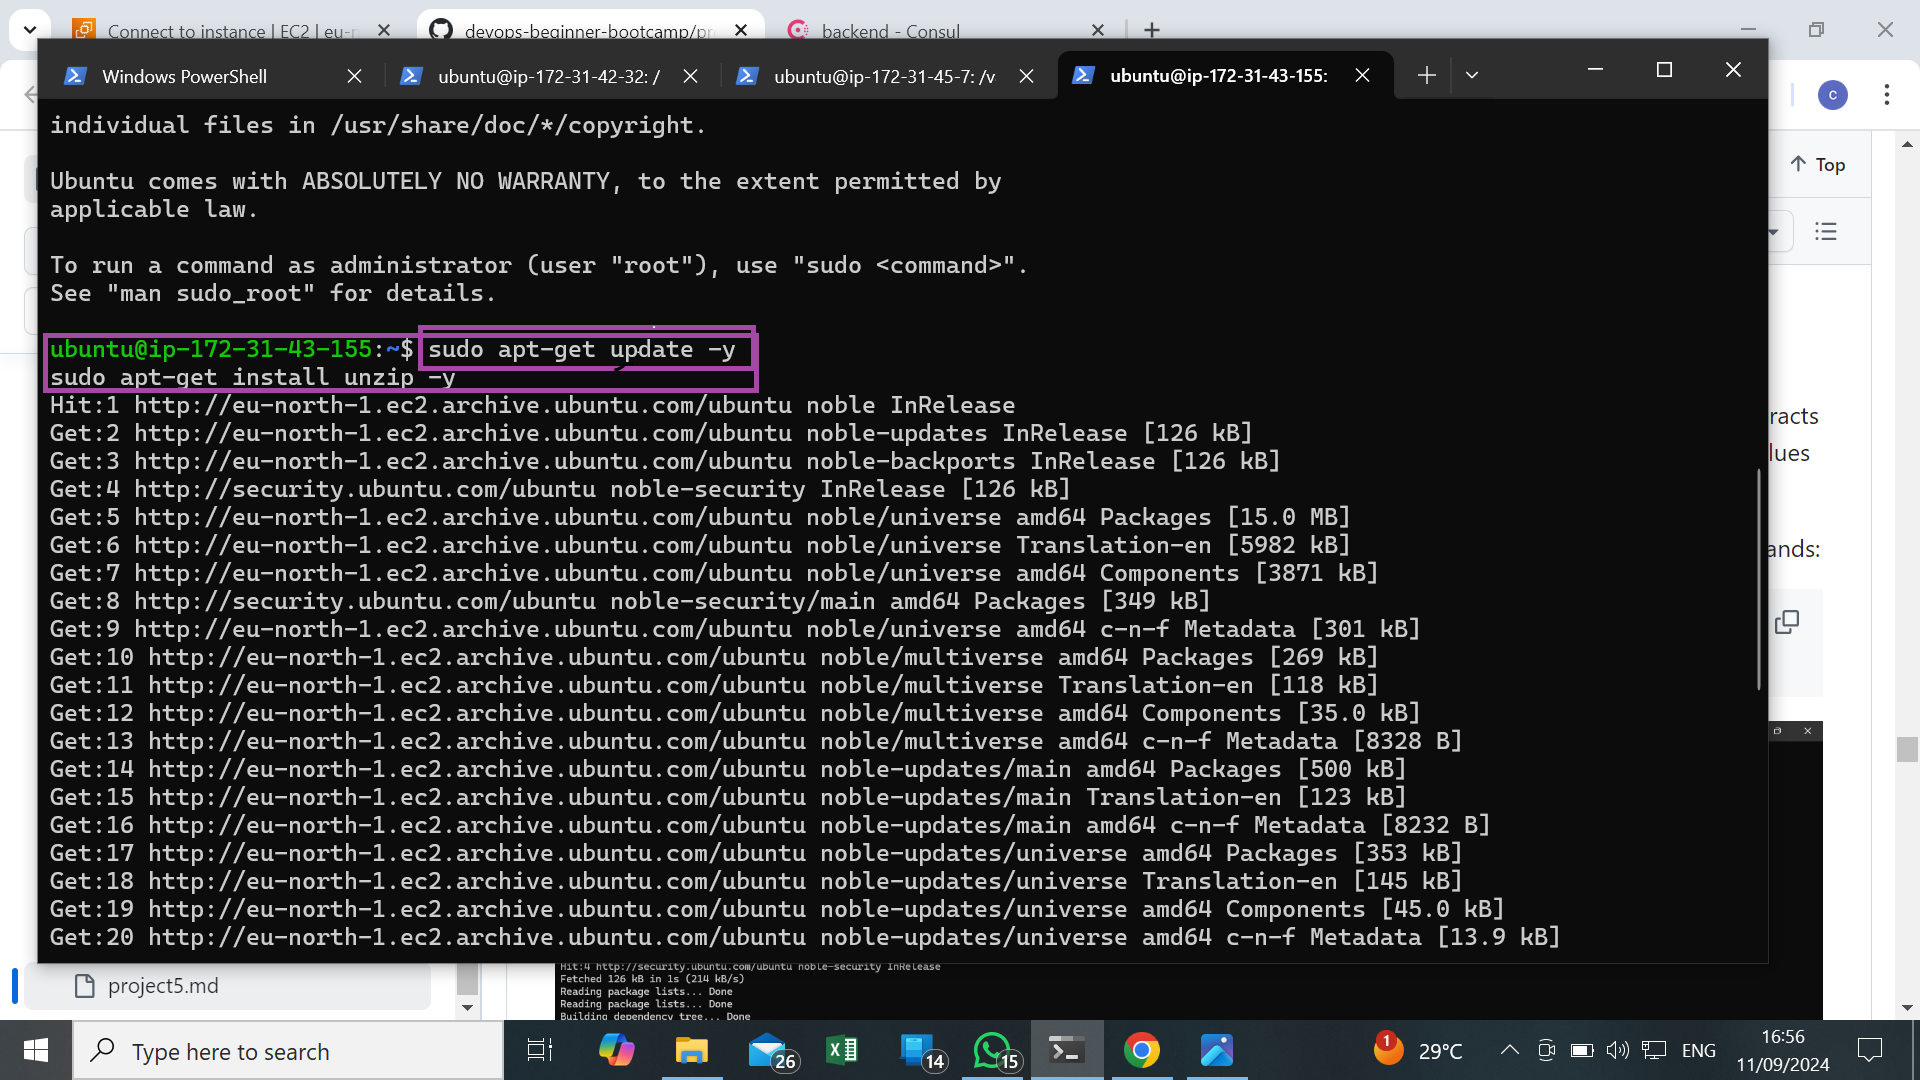 Connect to instance | EC2 | eu-n
devops-beginner-bootcamp/pr
backend - Consul
Windows PowerShell
ubuntu@ip-172-31-42-32: /
ubuntu@ip-172-31-45-7: /v
ubuntu@ip-172-31-43-155:
c
Top
individual files in /usr/share/doc/*/copyright.
Ubuntu comes with ABSOLUTELY NO WARRANTY, to the extent permitted by
applicable law.
To run a command as administrator (user "root"), use "sudo <command>".
See "man sudo_root" for details.
ubuntu@ip-172-31-43-155:~$ sudo apt-get update -y
sudo apt-get install unzip -y
Hit:1 http://eu-north-1.ec2.archive.ubuntu.com/ubuntu noble InRelease
Get:2 http://eu-north-1.ec2.archive.ubuntu.com/ubuntu noble-updates InRelease [126 kB]
Get:3 http://eu-north-1.ec2.archive.ubuntu.com/ubuntu noble-backports InRelease [126 kB]
Get:4 http://security.ubuntu.com/ubuntu noble-security InRelease [126 kB]
Get:5 http://eu-north-1.ec2.archive.ubuntu.com/ubuntu noble/universe amd64 Packages [15.0 MB]
Get:6 http://eu-north-1.ec2.archive.ubuntu.com/ubuntu noble/universe Translation-en [5982 kB]
Get:7 http://eu-north-1.ec2.archive.ubuntu.com/ubuntu noble/universe amd64 Components [3871 kB]
Get:8 http://security.ubuntu.com/ubuntu noble-security/main amd64 Packages [349 kB]
Get:9 http://eu-north-1.ec2.archive.ubuntu.com/ubuntu noble/universe amd64 c-n-f Metadata [301 kB]
Get:10 http://eu-north-1.ec2.archive.ubuntu.com/ubuntu noble/multiverse amd64 Packages [269 kB]
Get:11 http://eu-north-1.ec2.archive.ubuntu.com/ubuntu noble/multiverse Translation-en [118 kB]
Get:12 http://eu-north-1.ec2.archive.ubuntu.com/ubuntu noble/multiverse amd64 Components [35.0 kB]
Get:13 http://eu-north-1.ec2.archive.ubuntu.com/ubuntu noble/multiverse amd64 c-n-f Metadata [8328 B]
Get:14 http://eu-north-1.ec2.archive.ubuntu.com/ubuntu noble-updates/main amd64 Packages [500 kB]
Get:15 http://eu-north-1.ec2.archive.ubuntu.com/ubuntu noble-updates/main Translation-en [123 kB]
Get:16 http://eu-north-1.ec2.archive.ubuntu.com/ubuntu noble-updates/main amd64 c-n-f Metadata [8232 B]
Get:17 http://eu-north-1.ec2.archive.ubuntu.com/ubuntu noble-updates/universe amd64 Packages [353 kB]
Get:18 http://eu-north-1.ec2.archive.ubuntu.com/ubuntu noble-updates/universe Translation-en [145 kB]
Get:19 http://eu-north-1.ec2.archive.ubuntu.com/ubuntu noble-updates/universe amd64 Components [45.0 kB]
Get:20 http://eu-north-1.ec2.archive.ubuntu.com/ubuntu noble-updates/universe amd64 c-n-f Metadata [13.9 kB]
racts
lues
ands:
project5.md
Hit:4 http://security.ubuntu.com/ubuntu noble-security InRelease
Fetched 126 kB in 1s (214 kB/s)
Reading package lists... Done
Reading package lists... Done
Building dependency tree... Done
Type here to search
26
14
15
1
29°C
ENG
16:56
11/09/2024